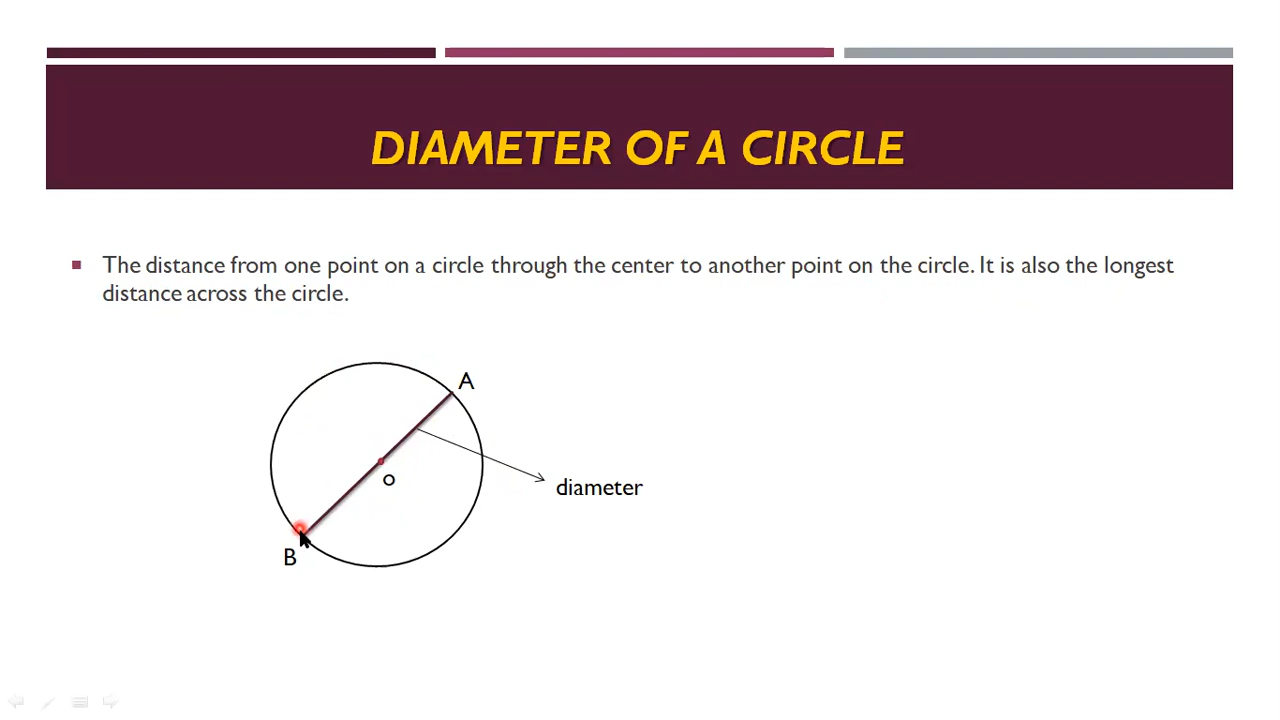 DIAMETER OF A CIRCLE
The distance from one point on a circle through the center to another point on the circle. It is also the longest
distance across the circle.
A
O
diameter
B